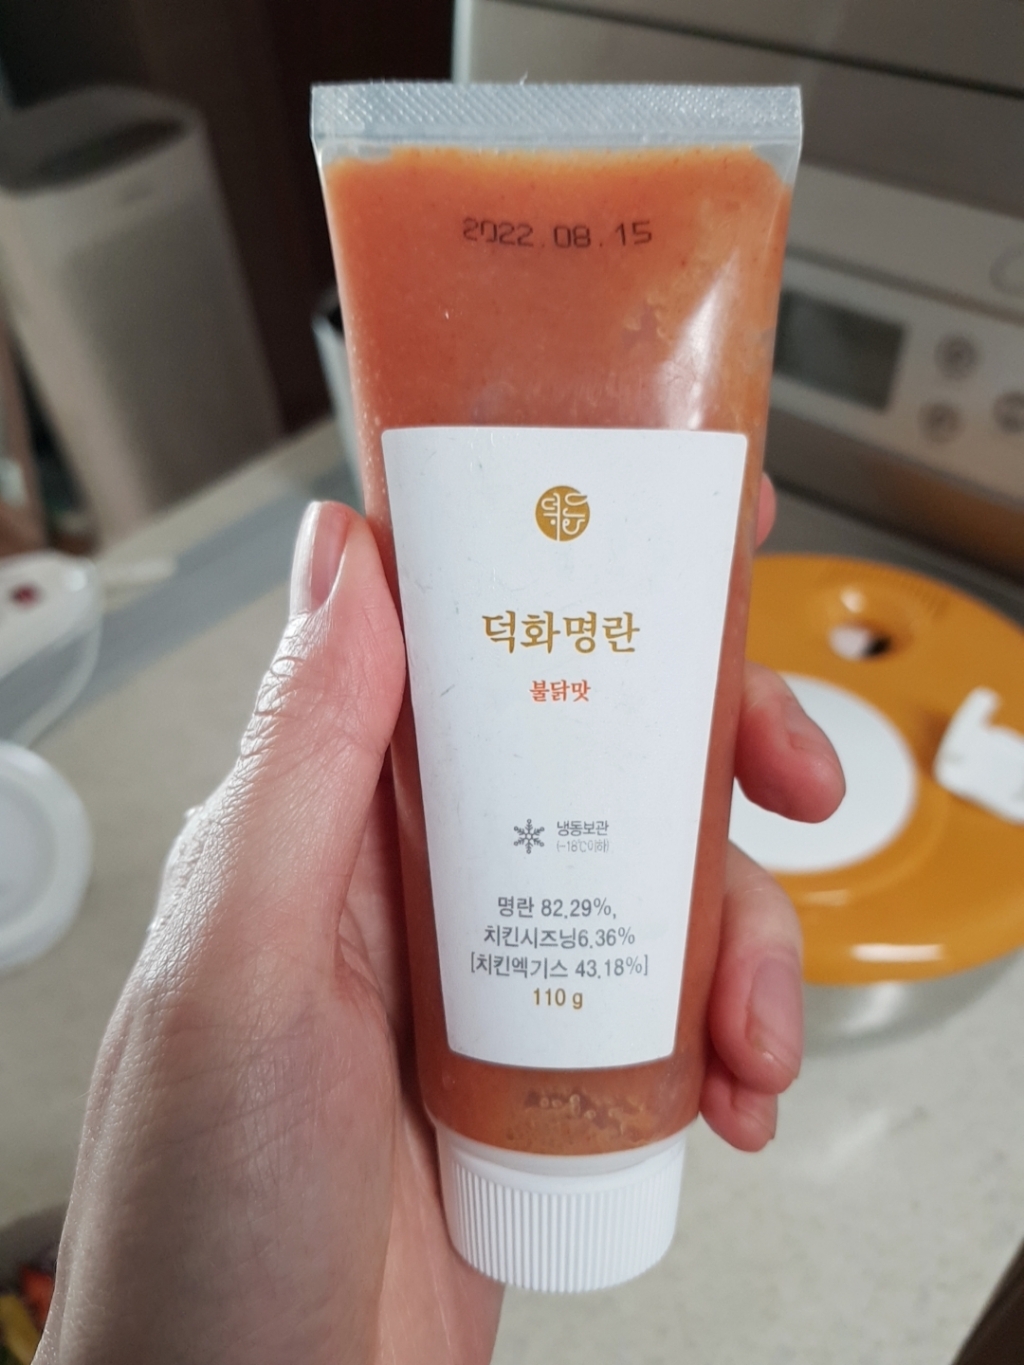 2022.08.15
덕화명란
불닭맛
냉동보관
(-18℃이하)
명란 82.29%,
치킨시즈닝6.36%
[치킨엑기스 43.18%]
110 g